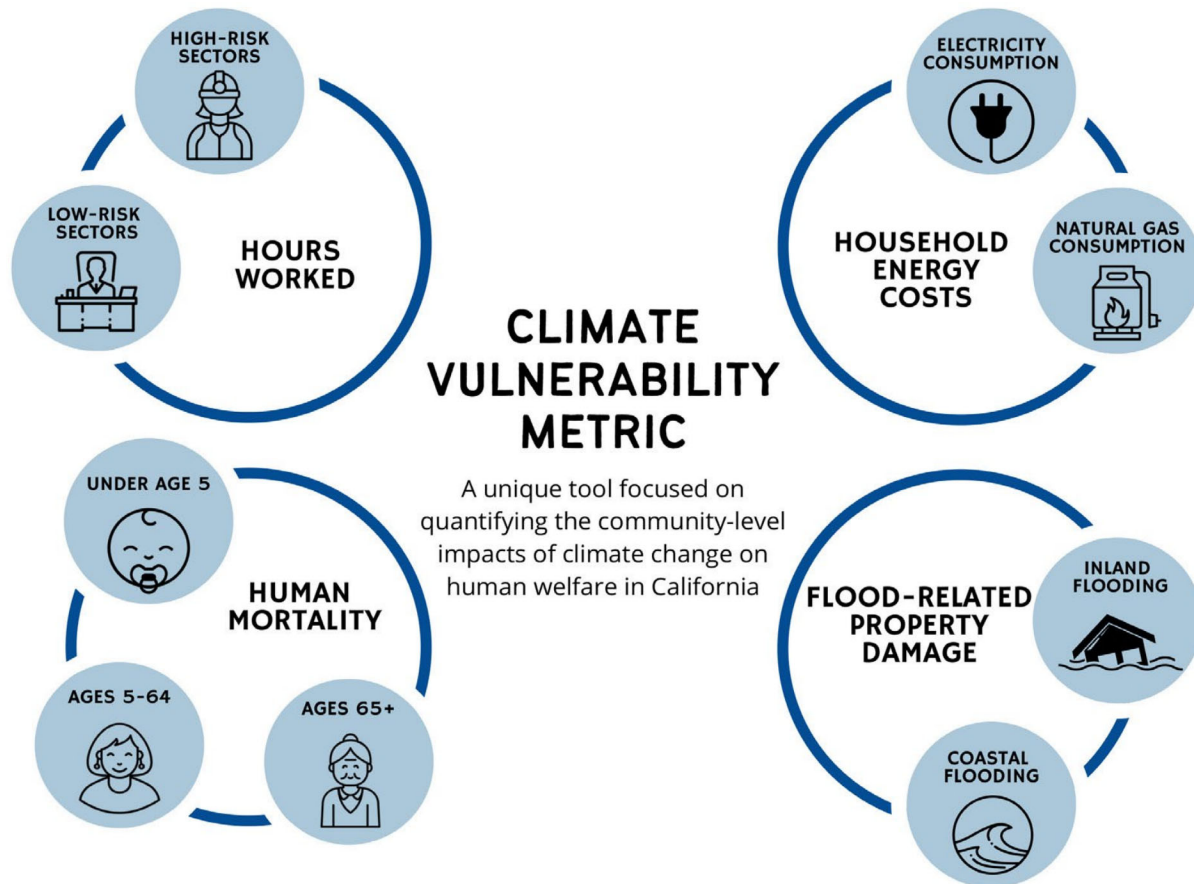 HIGH-RISK
SECTORS
LOW-RISK
SECTORS
HOURS
WORKED
ELECTRICITY
CONSUMPTION
NATURAL GAS
CONSUMPTION
HOUSEHOLD
ENERGY
COSTS
CLIMATE
VULNERABILITY
METRIC
A unique tool focused on
quantifying the community-level
impacts of climate change on
human welfare in California
UNDER AGE 5
HUMAN
MORTALITY
AGES 5-64
AGES 65+
INLAND
FLOODING
FLOOD-RELATED
PROPERTY
DAMAGE
COASTAL
FLOODING